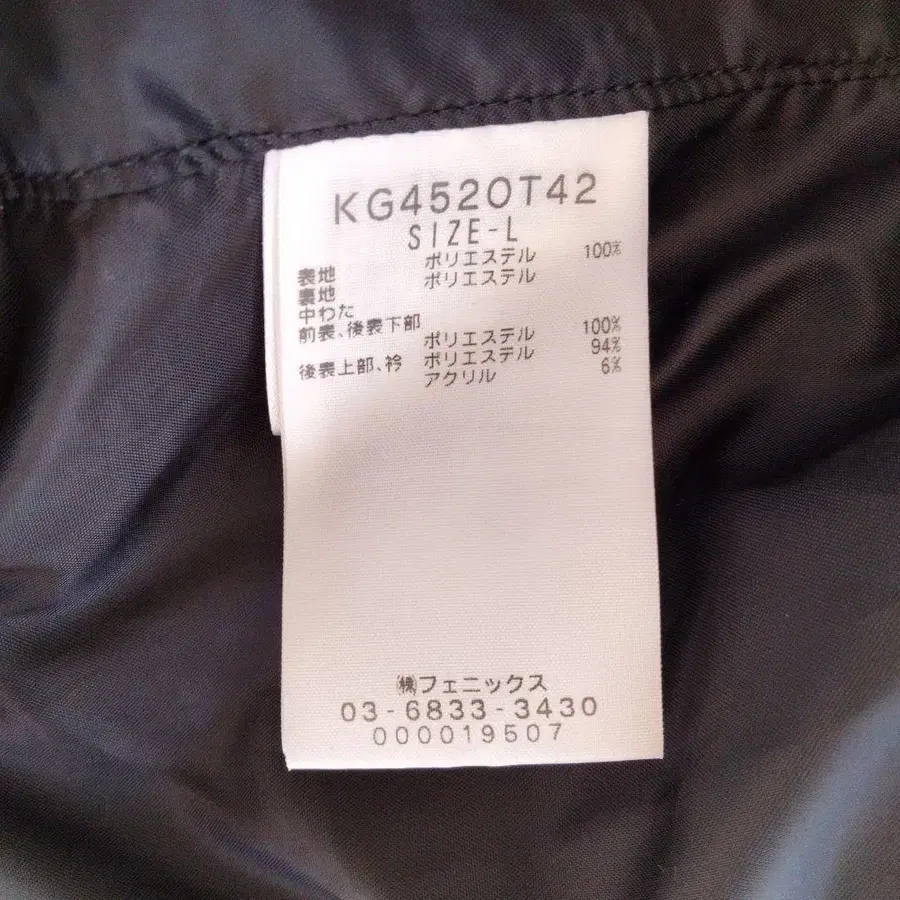 KG4520T42
SIZE-L
表地 ポリエステル 100%
裏地 ポリエステル
中わた
前表、後表下部 ポリエステル 100%
後表上部、衿 ポリエステル 94%
アクリル 6%
㈱フェニックス
03-6833-3430
000019507